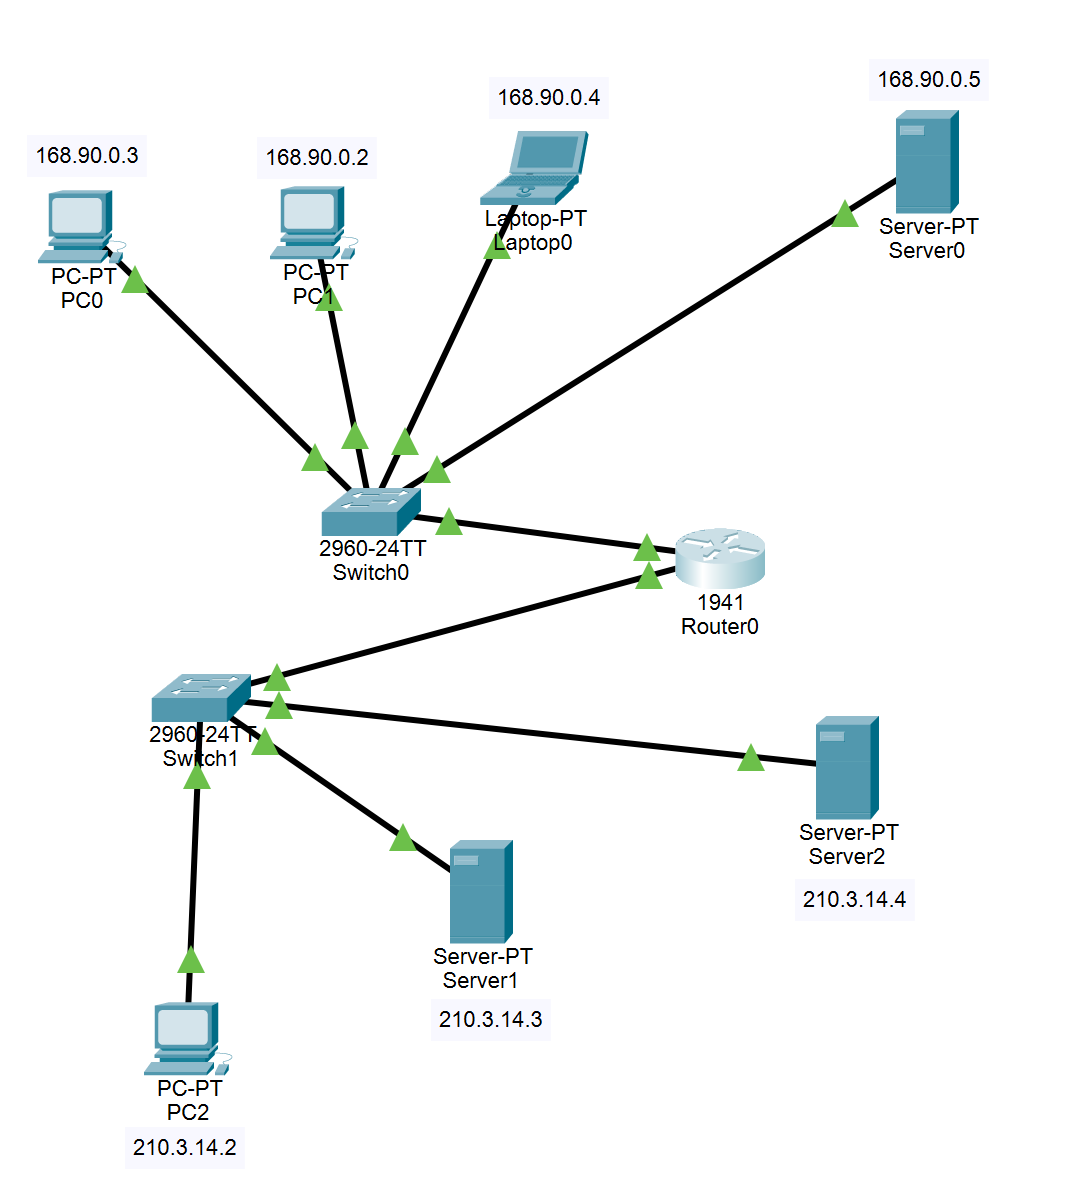 168.90.0.5
168.90.0.4
168.90.0.3
168.90.0.2
Server-PT
Server0
Laptop-PT
Laptop0
PC-PT
PC0
PC-PT
PC1
2960-24TT
Switch0
1941
Router0
2960-24TT
Switch1
Server-PT
Server2
210.3.14.4
Server-PT
Server1
210.3.14.3
PC-PT
PC2
210.3.14.2